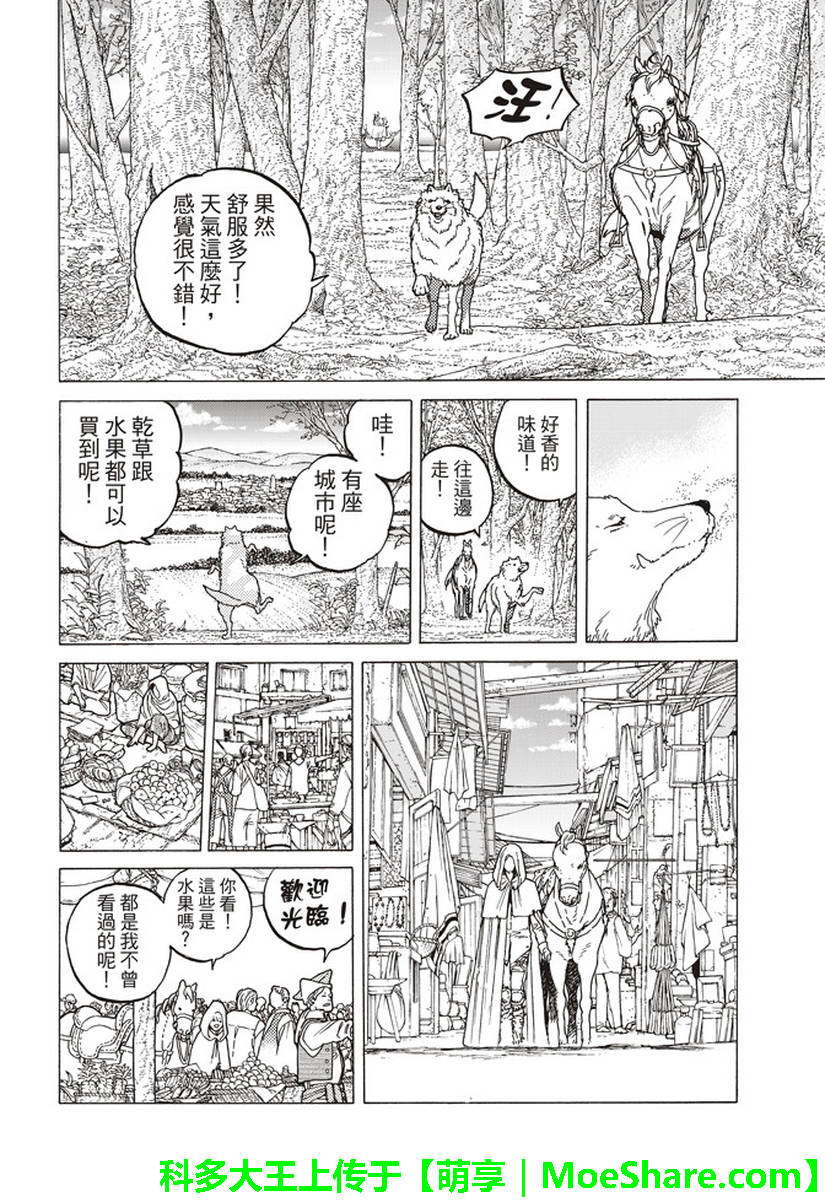 汪！
果然
舒服多了！
天氣這麼好，
感覺很不錯！
好香的
味道！
往這邊
走！
哇！
有座
城市呢！
乾草跟
水果都可以
買到呢！
歡迎
光臨！
你看！
這些是
水果嗎？
都是我不曾
看過的呢！
科多大王上传于【萌享｜MoeShare.com】